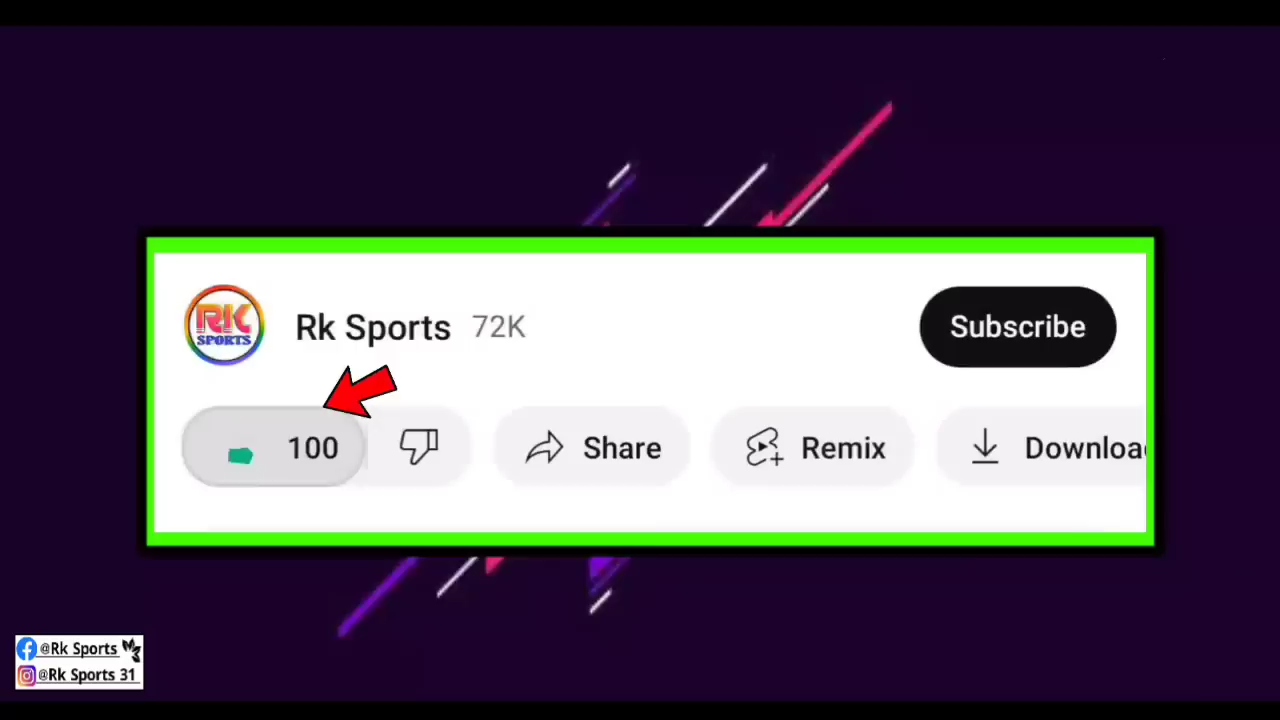 RK
SPORTS
Rk Sports 72K
Subscribe
100
Share
Remix
Downloa
@Rk Sports
@Rk Sports 31